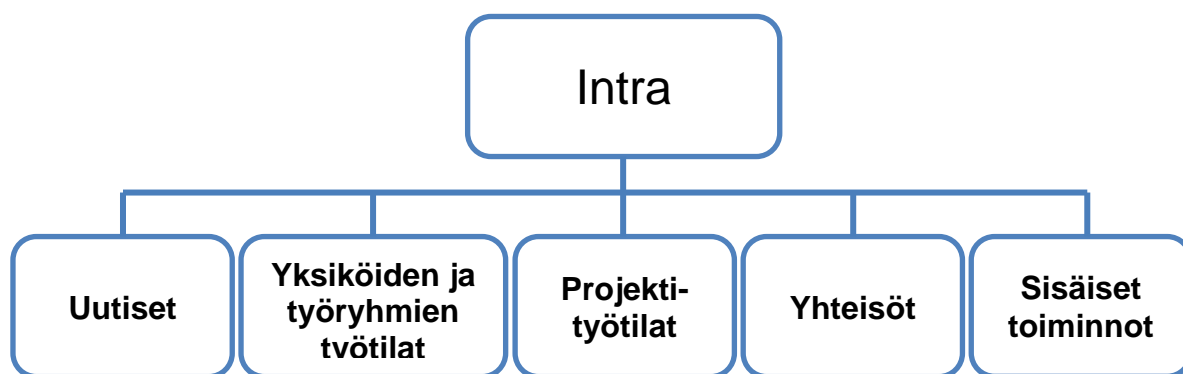 Intra
Uutiset
Yksiköiden ja
työryhmien
työtilat
Projekti-
työtilat
Yhteisöt
Sisäiset
toiminnot